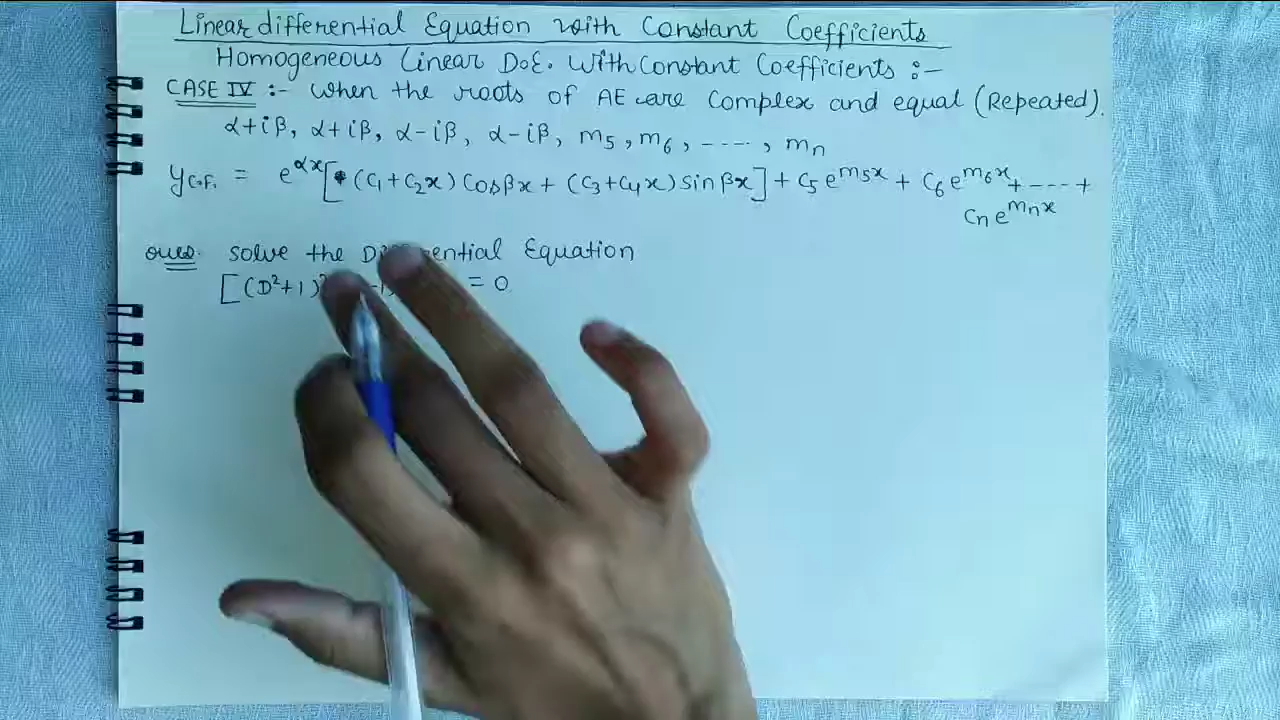 Linear differential Equation with Constant Coefficients
Homogeneous Linear D.E. with Constant Coefficients :-
CASE IV :- when the roots of AE are Complex and equal (Repeated).
α+iβ, α+iβ, α-iβ, α-iβ, m₅, m₆, ----, mₙ
y_C.F. = e^αx[(C₁+C₂x)Cosβx + (C₃+C₄x)Sinβx] + C₅e^m₅x + C₆e^m₆x + ---- +
Cₙe^mₙx
Ques. Solve the Equation
[(D²+1) = 0